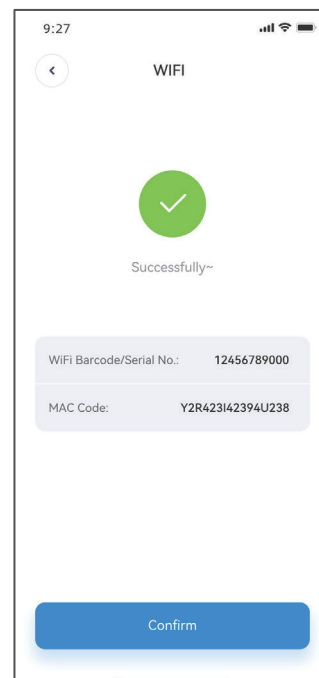 9:27
WIFI
Successfully~
WiFi Barcode/Serial No.: 12456789000
MAC Code: Y2R423I42394U238
Confirm